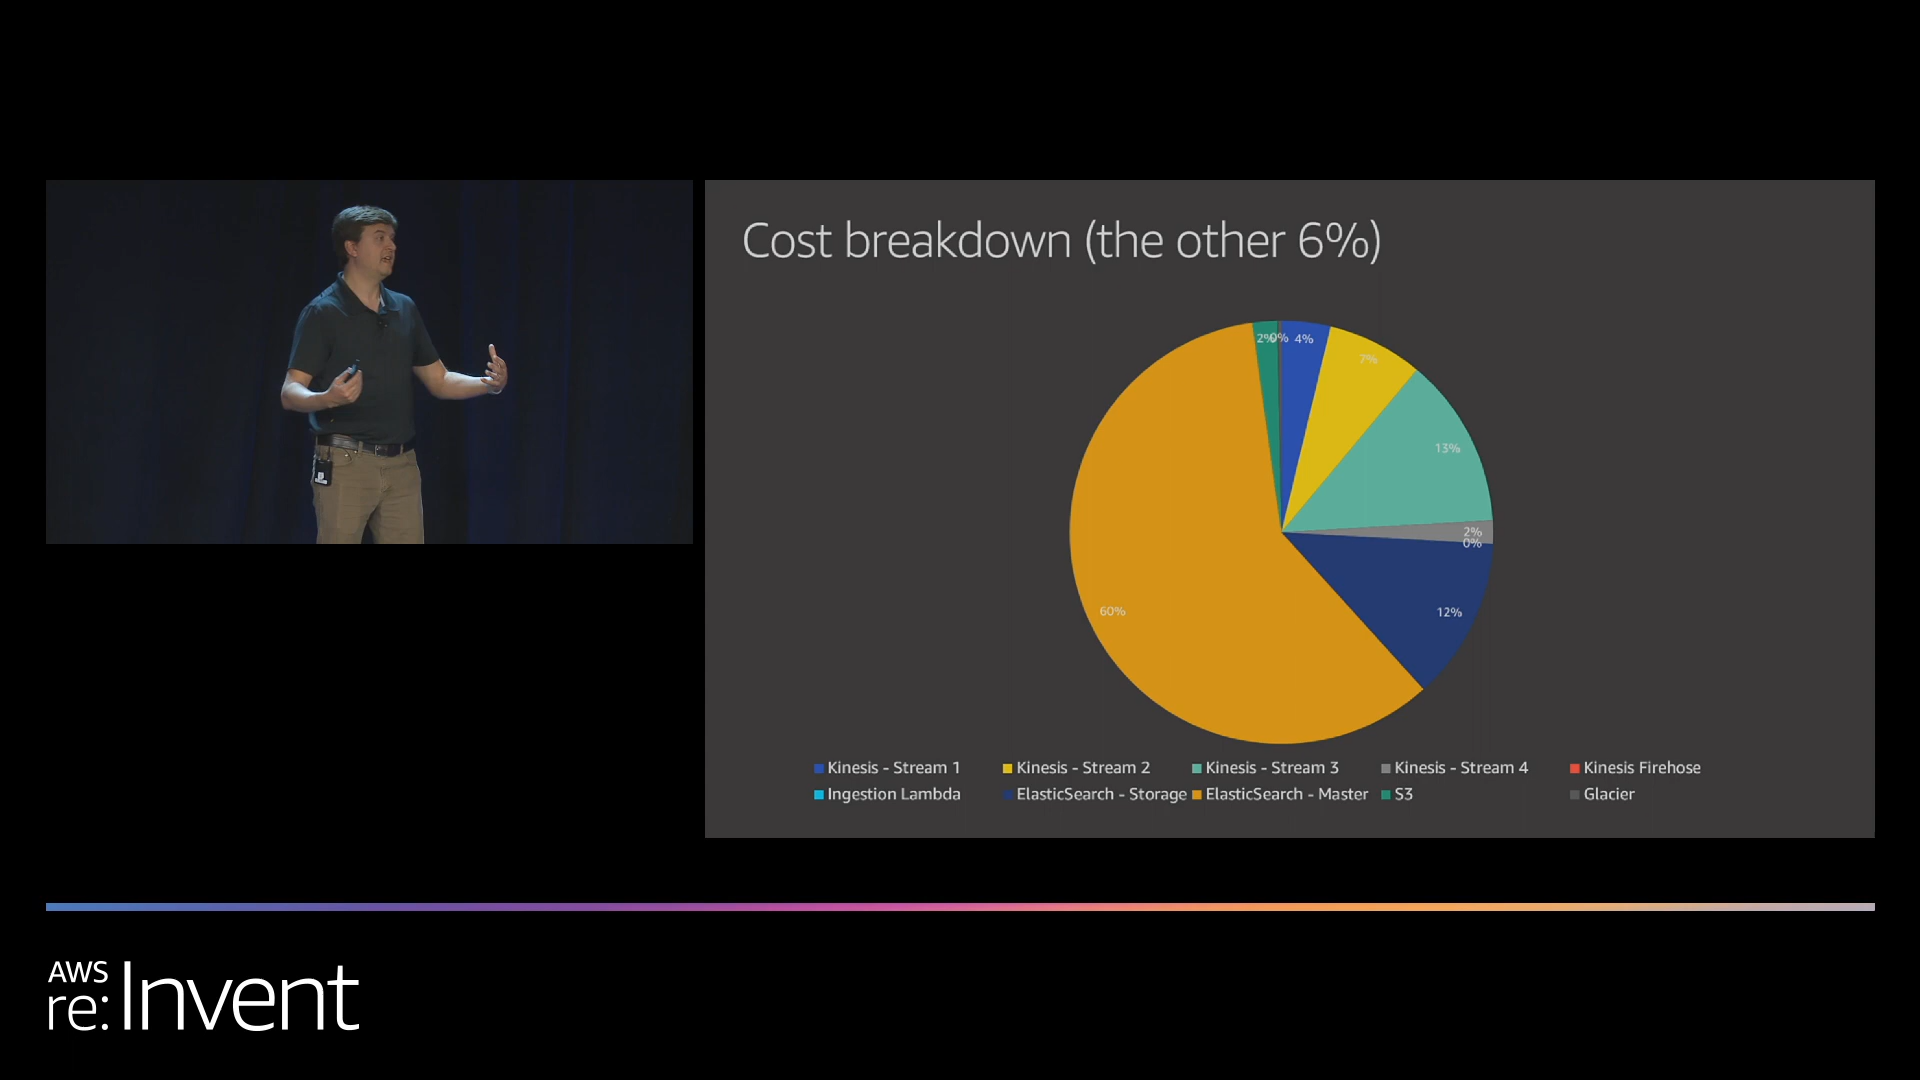 Cost breakdown (the other 6%)
2%
0%
4%
7%
13%
2%
0%
12%
60%
Kinesis - Stream 1
Kinesis - Stream 2
Kinesis - Stream 3
Kinesis - Stream 4
Kinesis Firehose
Ingestion Lambda
ElasticSearch - Storage
ElasticSearch - Master
S3
Glacier
AWS
re:Invent